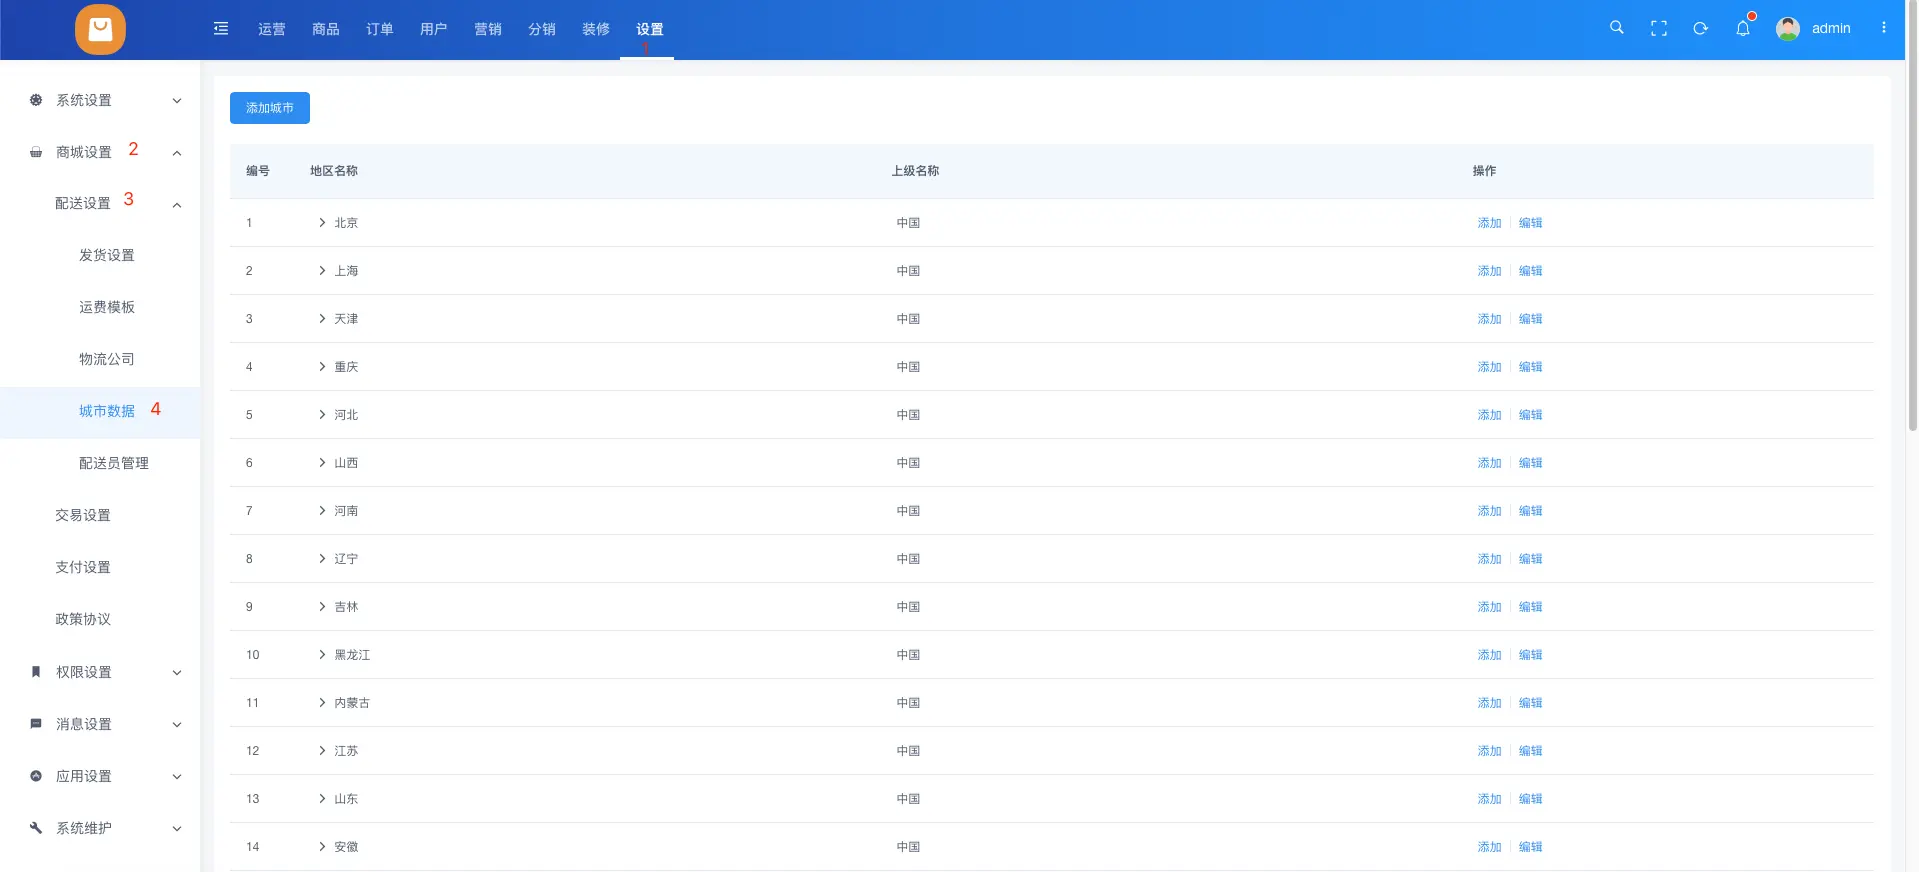 运营 商品 订单 用户 营销 分销 装修 设置 admin
1
系统设置
商城设置 2
配送设置 3
发货设置
运费模板
物流公司
城市数据 4
配送员管理
交易设置
支付设置
政策协议
权限设置
消息设置
应用设置
系统维护
添加城市
编号 地区名称 上级名称 操作
1 北京 中国 添加 编辑
2 上海 中国 添加 编辑
3 天津 中国 添加 编辑
4 重庆 中国 添加 编辑
5 河北 中国 添加 编辑
6 山西 中国 添加 编辑
7 河南 中国 添加 编辑
8 辽宁 中国 添加 编辑
9 吉林 中国 添加 编辑
10 黑龙江 中国 添加 编辑
11 内蒙古 中国 添加 编辑
12 江苏 中国 添加 编辑
13 山东 中国 添加 编辑
14 安徽 中国 添加 编辑